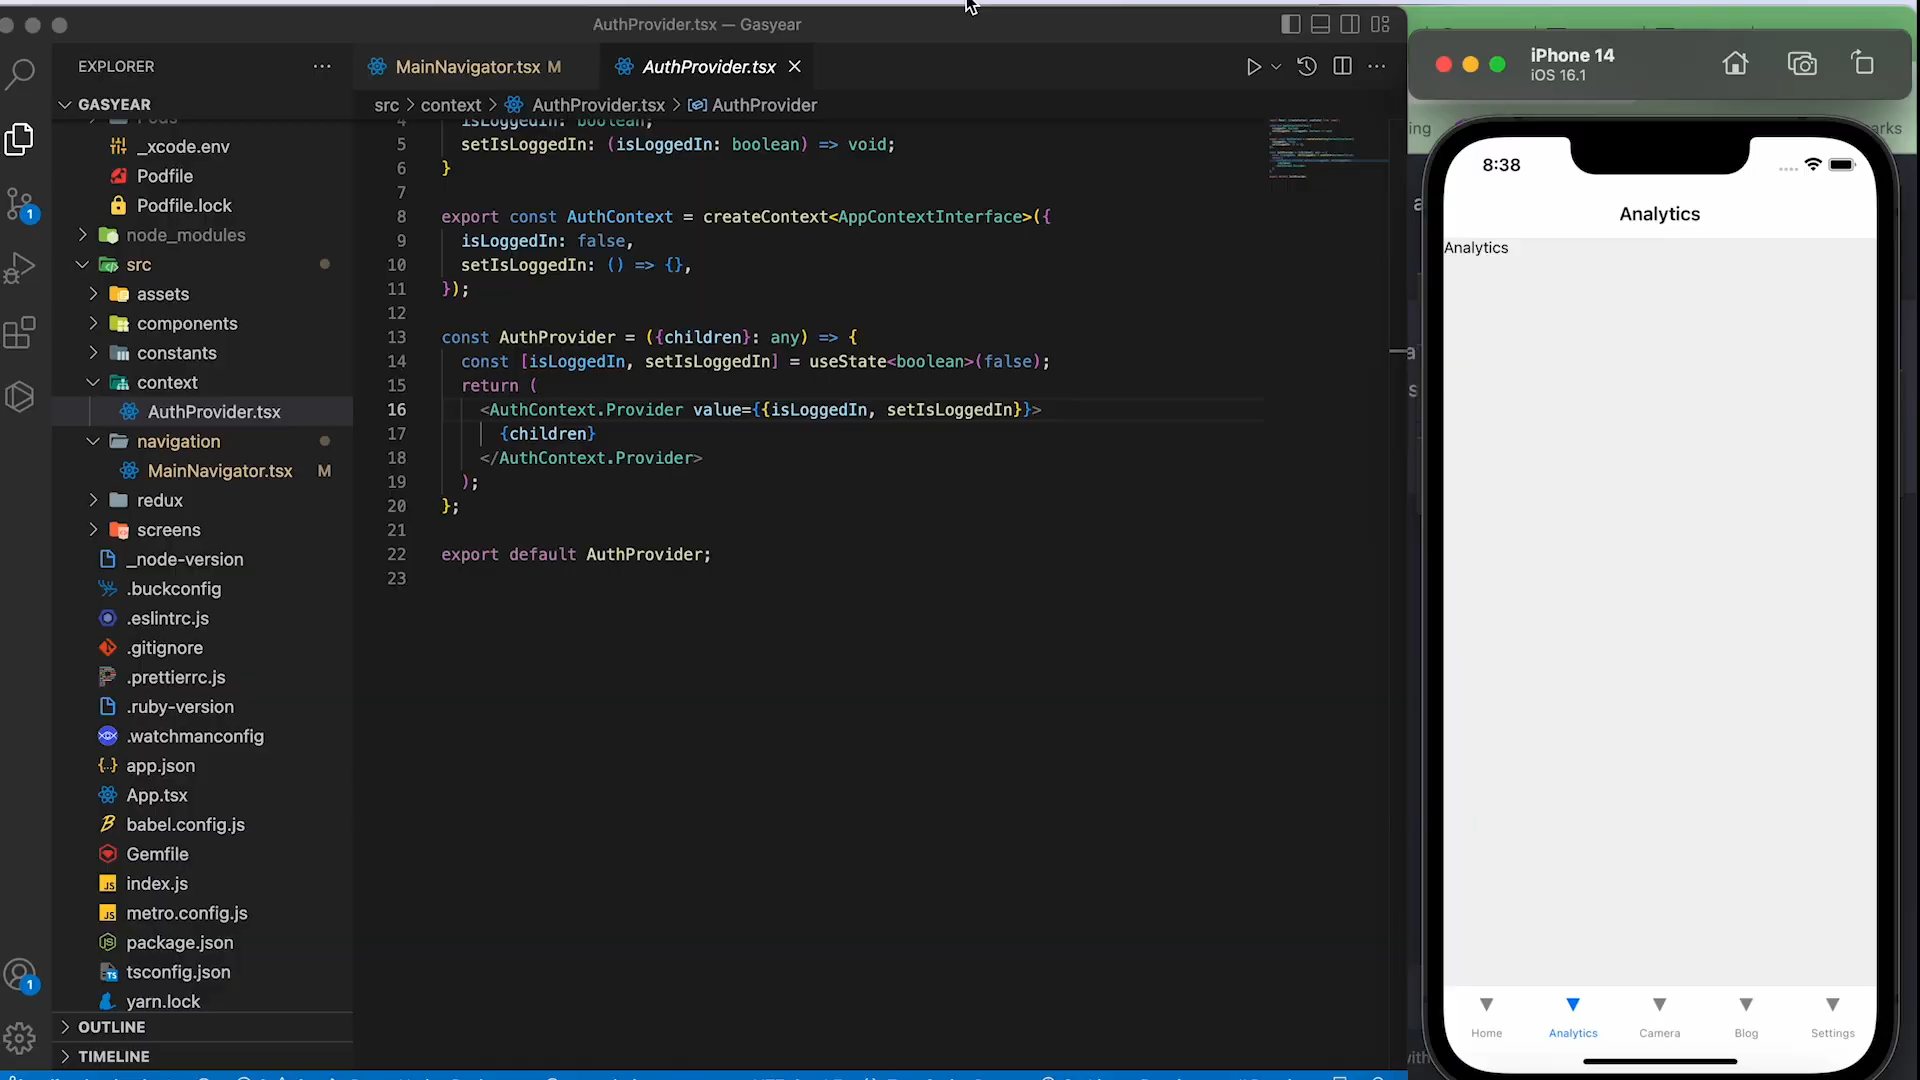 AuthProvider.tsx — Gasyear
EXPLORER
GASYEAR
Pods
_xcode.env
Podfile
Podfile.lock
node_modules
src
assets
components
constants
context
AuthProvider.tsx
navigation
MainNavigator.tsx M
redux
screens
_node-version
.buckconfig
.eslintrc.js
.gitignore
.prettierrc.js
.ruby-version
.watchmanconfig
app.json
App.tsx
babel.config.js
Gemfile
index.js
metro.config.js
package.json
tsconfig.json
yarn.lock
OUTLINE
TIMELINE
1
1
MainNavigator.tsx M
AuthProvider.tsx
src > context > AuthProvider.tsx > AuthProvider
4 isLoggedIn: boolean;
5 setIsLoggedIn: (isLoggedIn: boolean) => void;
6 }
7
8 export const AuthContext = createContext<AppContextInterface>({
9 isLoggedIn: false,
10 setIsLoggedIn: () => {},
11 });
12
13 const AuthProvider = ({children}: any) => {
14 const [isLoggedIn, setIsLoggedIn] = useState<boolean>(false);
15 return (
16 <AuthContext.Provider value={{isLoggedIn, setIsLoggedIn}}>
17 {children}
18 </AuthContext.Provider>
19 );
20 };
21
22 export default AuthProvider;
23
iPhone 14
iOS 16.1
8:38
Analytics
Analytics
Home
Analytics
Camera
Blog
Settings